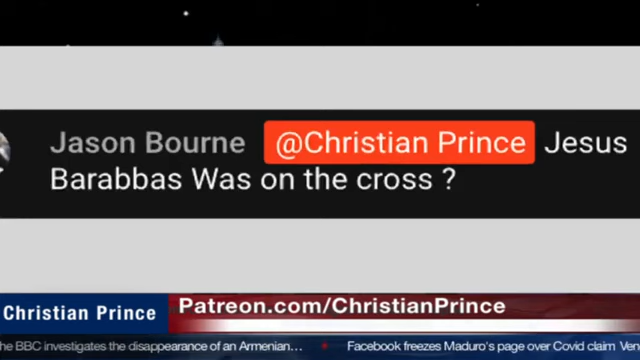 Jason Bourne @Christian Prince Jesus
Barabbas Was on the cross ?
Christian Prince
Patreon.com/ChristianPrince
he BBC investigates the disappearance of an Armenian... • Facebook freezes Maduro's page over Covid claim Ven